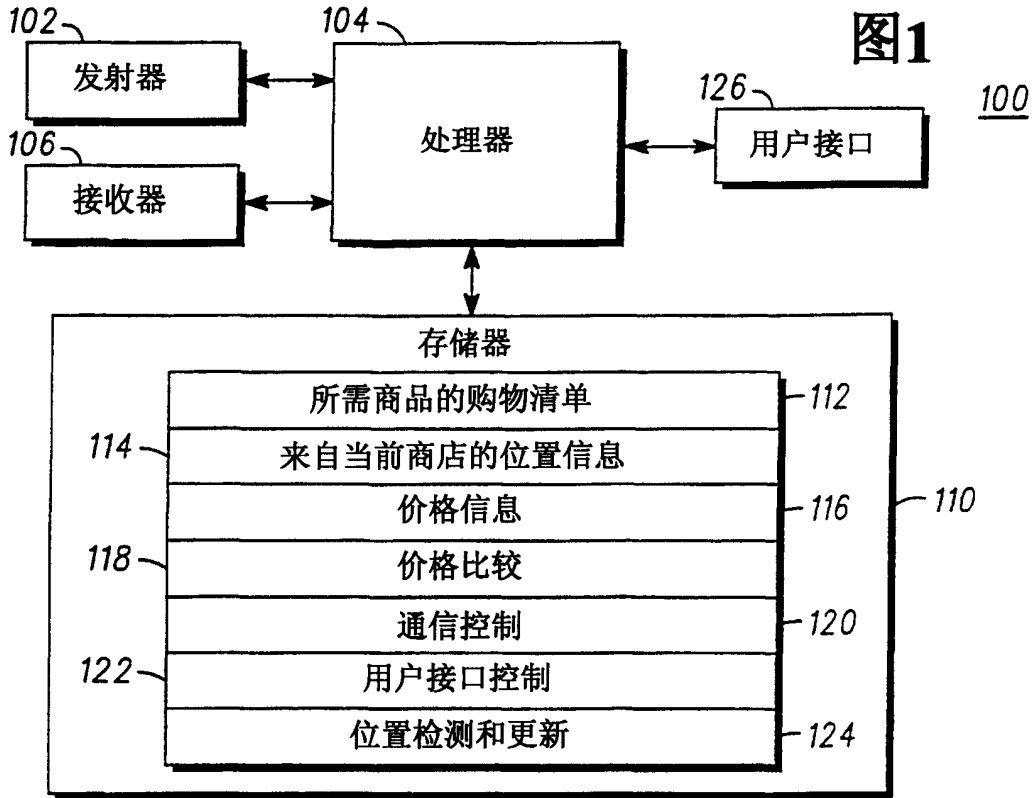 图1
100
102
发射器
104
处理器
106
接收器
126
用户接口
存储器
110
所需商品的购物清单
112
114
来自当前商店的位置信息
价格信息
116
118
价格比较
通信控制
120
122
用户接口控制
位置检测和更新
124